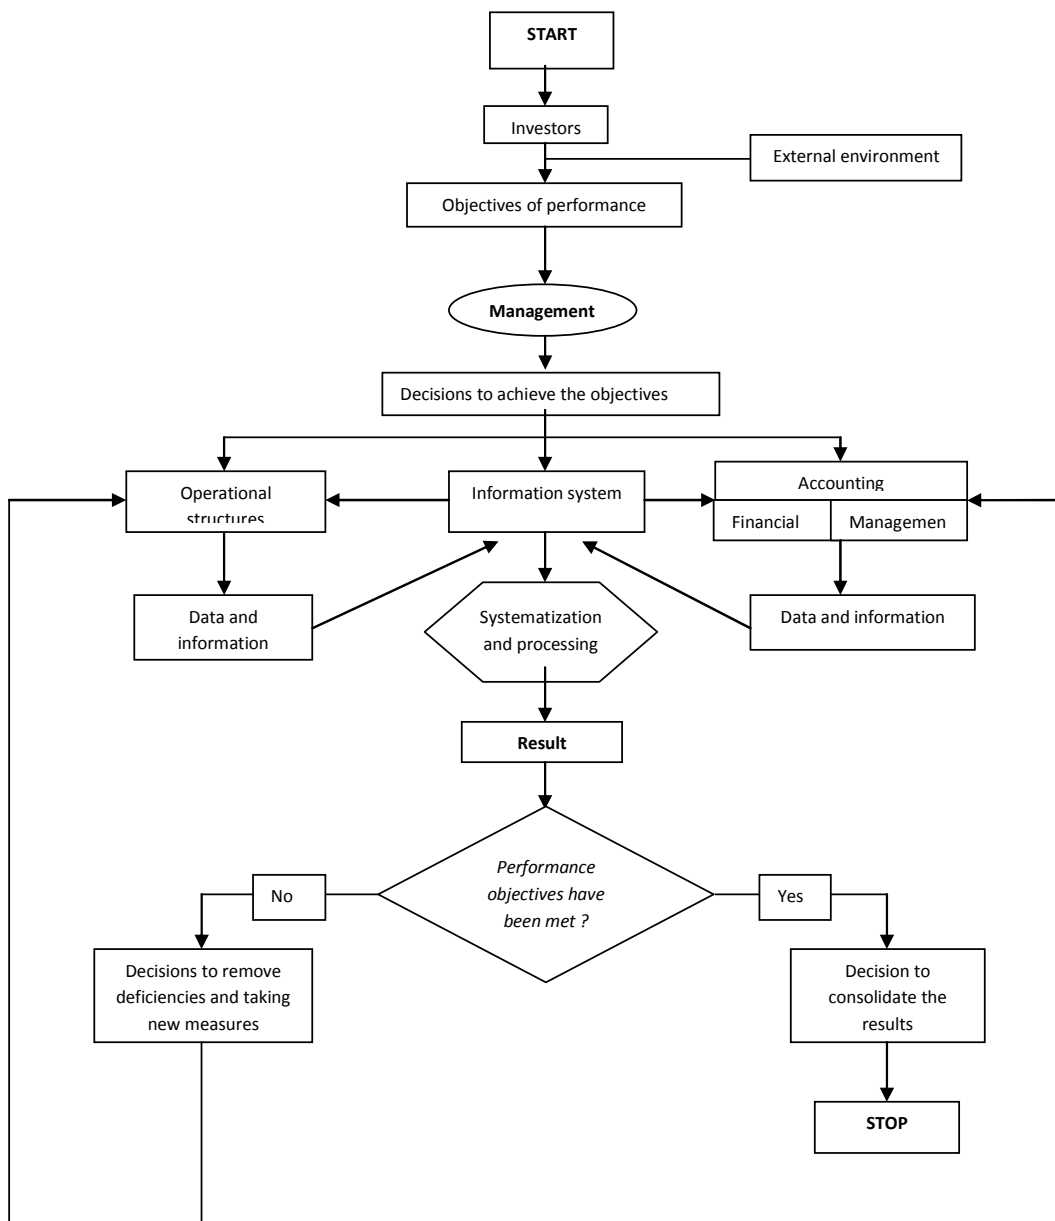 START
Investors
External environment
Objectives of performance
Management
Decisions to achieve the objectives
Operational
structures
Information system
Accounting
Financial
Managemen
Data and
information
Systematization
and processing
Data and information
Result
Performance
objectives have
been met ?
No
Yes
Decisions to remove
deficiencies and taking
new measures
Decision to
consolidate the
results
STOP